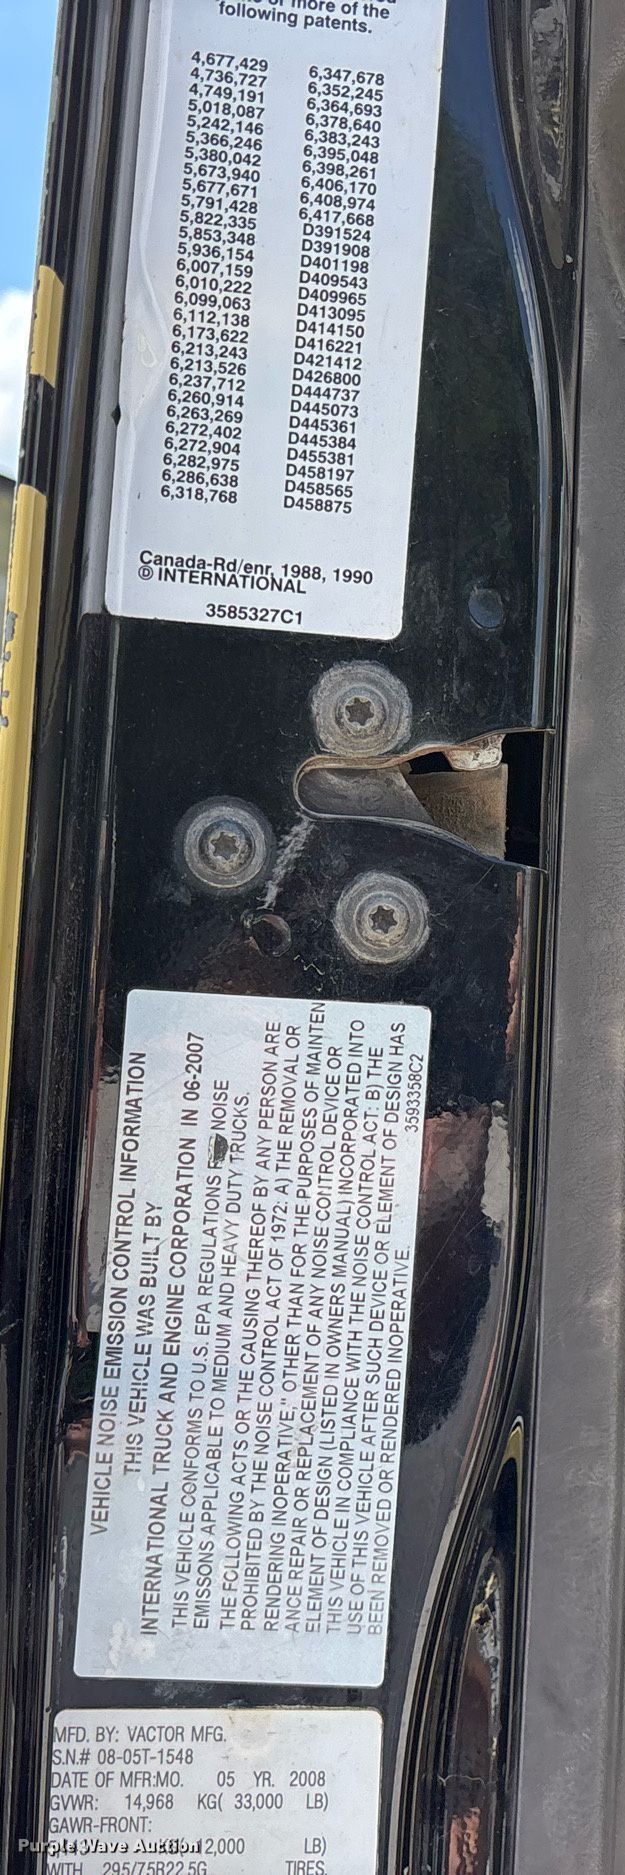 or more of the
following patents.
4,677,429
4,736,727
4,749,191
5,018,087
5,242,146
5,366,246
5,380,042
5,673,940
5,677,671
5,791,428
5,822,335
5,853,348
5,936,154
6,007,159
6,010,222
6,099,063
6,112,138
6,173,622
6,213,243
6,213,526
6,237,712
6,260,914
6,263,269
6,272,402
6,272,904
6,282,975
6,286,638
6,318,768
6,347,678
6,352,245
6,364,693
6,378,640
6,383,243
6,395,048
6,398,261
6,406,170
6,408,974
6,417,668
D391524
D391908
D401198
D409543
D409965
D413095
D414150
D416221
D421412
D426800
D444737
D445073
D445361
D445384
D455381
D458197
D458565
D458875
Canada-Rd/enr, 1988, 1990
Ⓓ INTERNATIONAL
3585327C1
VEHICLE NOISE EMISSION CONTROL INFORMATION
THIS VEHICLE WAS BUILT BY
INTERNATIONAL TRUCK AND ENGINE CORPORATION IN 06-2007
THIS VEHICLE CONFORMS TO U.S. EPA REGULATIONS NOISE
EMISSONS APPLICABLE TO MEDIUM AND HEAVY DUTY TRUCKS.
THE FOLLOWING ACTS OR THE CAUSING THEREOF BY ANY PERSON ARE
PROHIBITED BY THE NOISE CONTROL ACT OF 1972; A) THE REMOVAL OR
RENDERING INOPERATIVE," OTHER THAN FOR THE PURPOSES OF MAINTEN
ANCE REPAIR OR REPLACEMENT OF ANY NOISE CONTROL DEVICE OR
ELEMENT OF DESIGN (LISTED IN OWNERS MANUAL) INCORPORATED INTO
THIS VEHICLE IN COMPLIANCE WITH THE NOISE CONTROL ACT: B) THE
USE OF THIS VEHICLE AFTER SUCH DEVICE OR ELEMENT OF DESIGN HAS
BEEN REMOVED OR RENDERED INOPERATIVE.
3593358C2
MFD. BY: VACTOR MFG.
S.N.# 08-05T-1548
DATE OF MFR:MO. 05 YR. 2008
GVWR: 14,968 KG( 33,000 LB)
GAWR-FRONT:
12,000 LB)
WITH 295/75R22.5G TIRES,
Purple Wave Auction